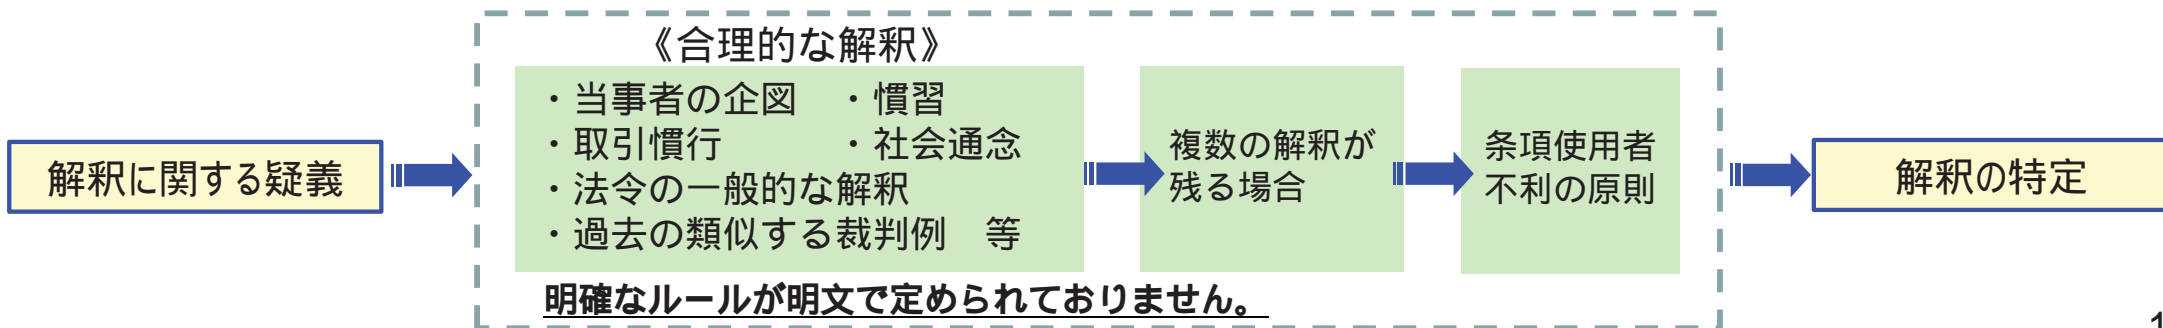 《合理的な解釈》
・当事者の企図　・慣習
・取引慣行　　　・社会通念
・法令の一般的な解釈
・過去の類似する裁判例　等
解釈に関する疑義
複数の解釈が
残る場合
条項使用者
不利の原則
解釈の特定
明確なルールが明文で定められておりません。